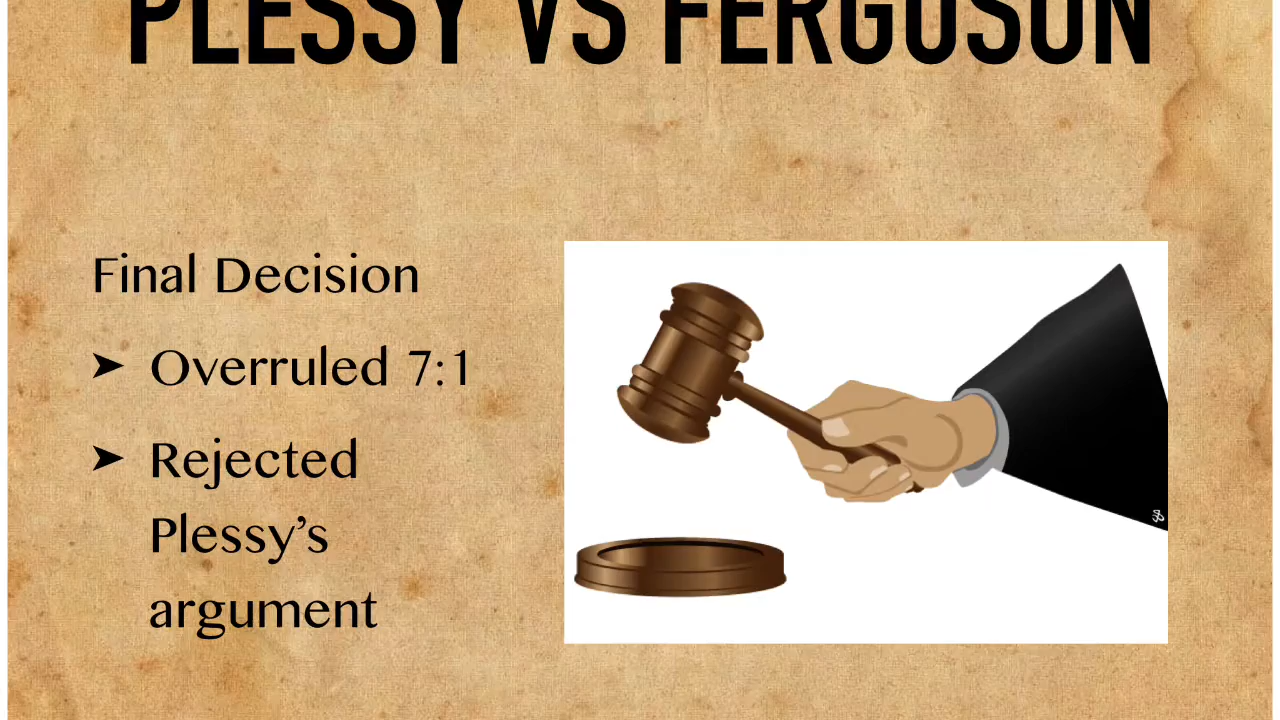 PLESSY VS FERGUSON
Final Decision
➤ Overruled 7:1
➤ Rejected
Plessy’s
argument